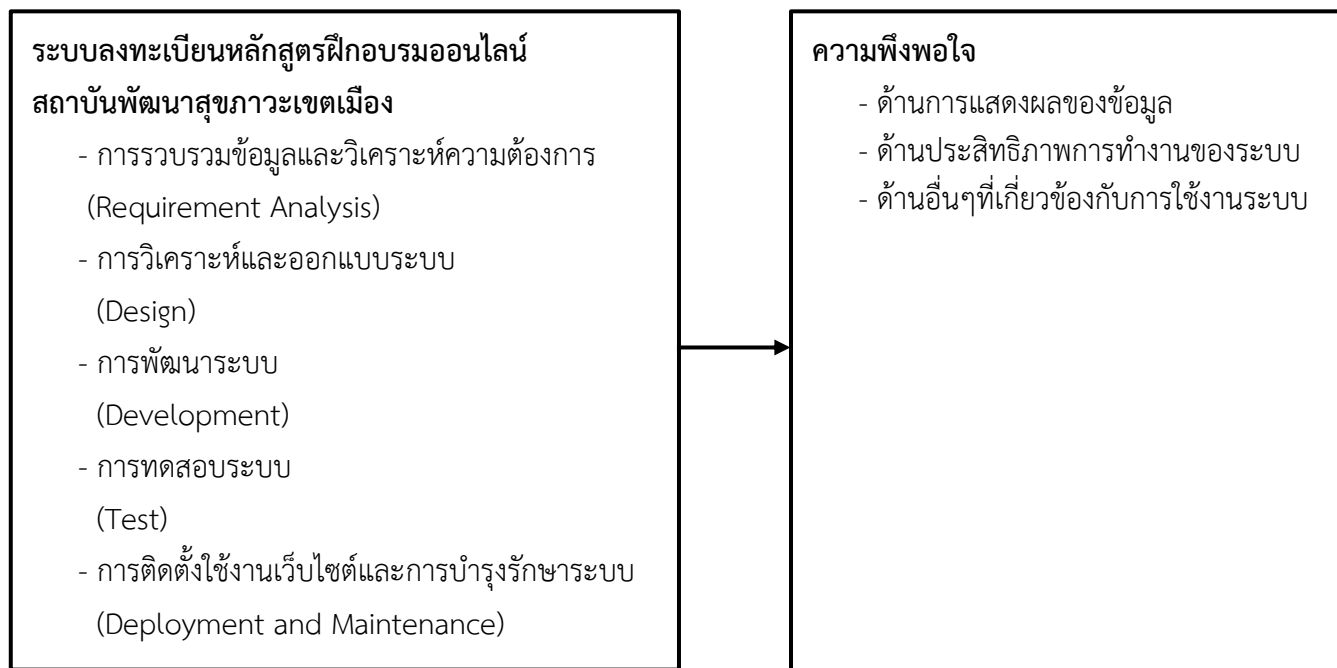 ระบบลงทะเบียนหลักสูตรฝึกอบรมออนไลน์
สถาบันพัฒนาสุขภาวะเขตเมือง
- การรวบรวมข้อมูลและวิเคราะห์ความต้องการ
(Requirement Analysis)
- การวิเคราะห์และออกแบบระบบ
(Design)
- การพัฒนาระบบ
(Development)
- การทดสอบระบบ
(Test)
- การติดตั้งใช้งานเว็บไซต์และการบำรุงรักษาระบบ
(Deployment and Maintenance)
ความพึงพอใจ
- ด้านการแสดงผลของข้อมูล
- ด้านประสิทธิภาพการทำงานของระบบ
- ด้านอื่นๆที่เกี่ยวข้องกับการใช้งานระบบ